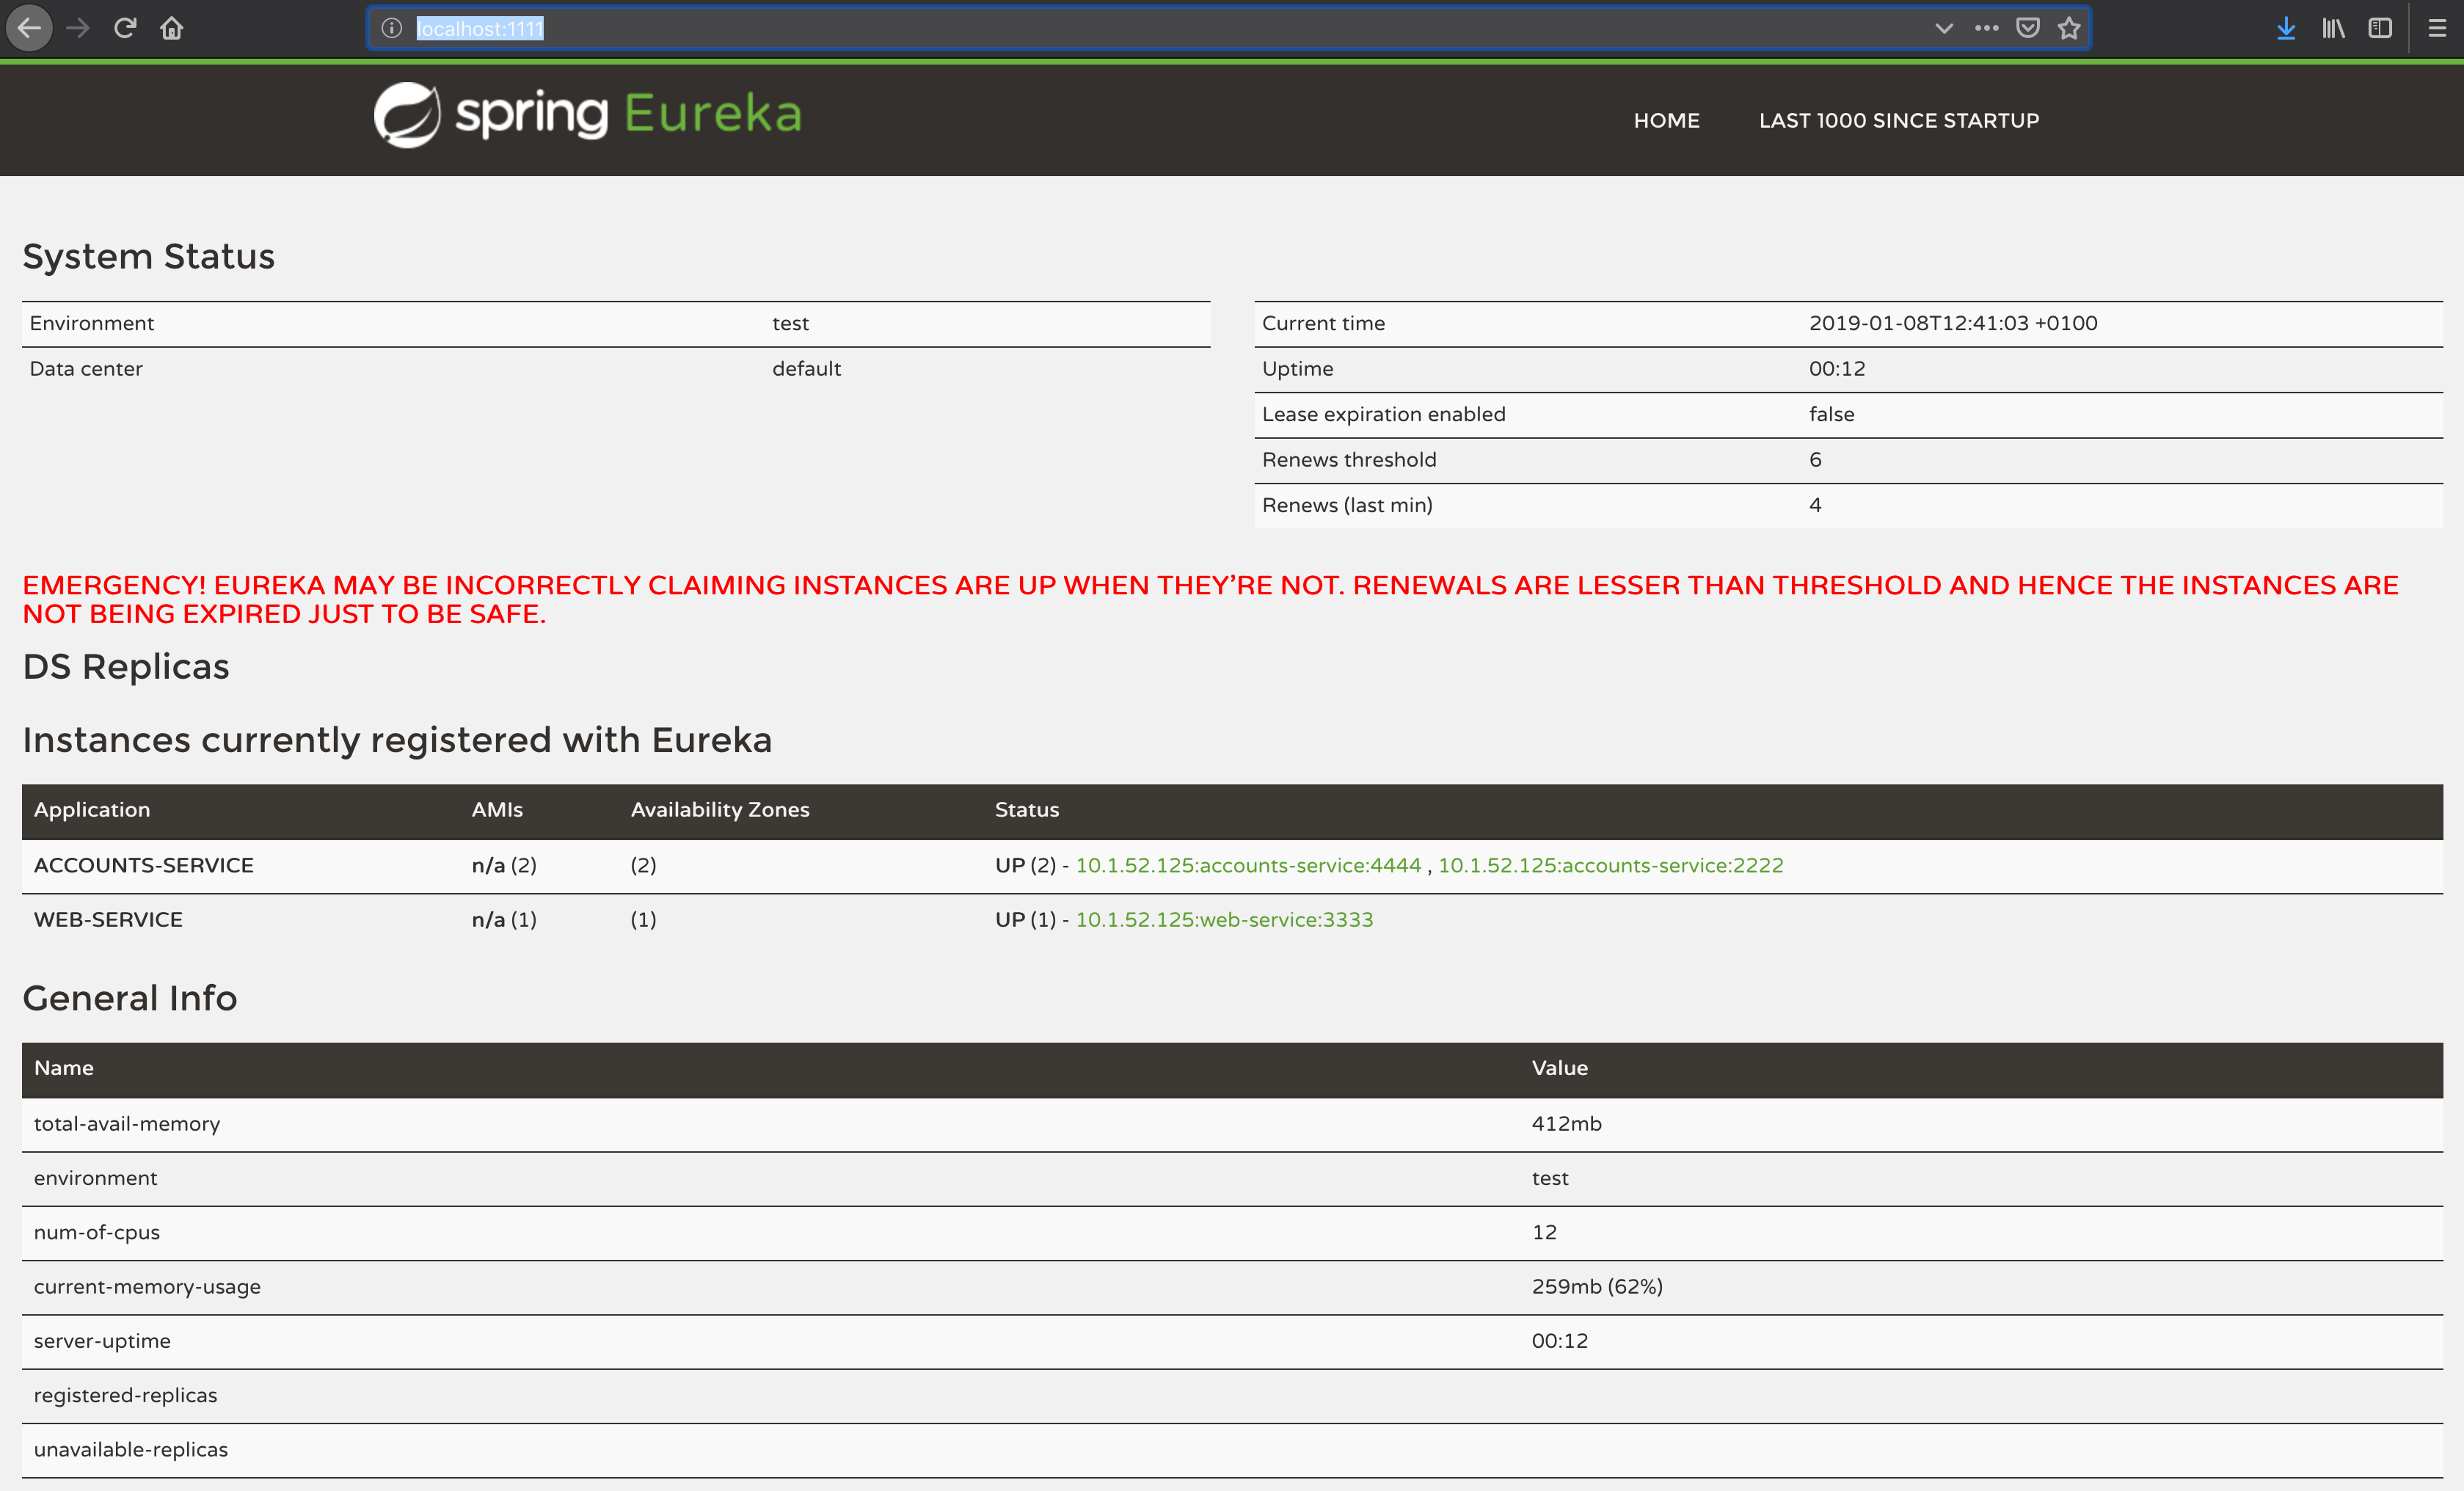 localhost:1111
spring Eureka
HOME LAST 1000 SINCE STARTUP
System Status
Environment test
Data center default
Current time 2019-01-08T12:41:03 +0100
Uptime 00:12
Lease expiration enabled false
Renews threshold 6
Renews (last min) 4
EMERGENCY! EUREKA MAY BE INCORRECTLY CLAIMING INSTANCES ARE UP WHEN THEY’RE NOT. RENEWALS ARE LESSER THAN THRESHOLD AND HENCE THE INSTANCES ARE
NOT BEING EXPIRED JUST TO BE SAFE.
DS Replicas
Instances currently registered with Eureka
Application AMIs Availability Zones Status
ACCOUNTS-SERVICE n/a (2) (2) UP (2) - 10.1.52.125:accounts-service:4444 , 10.1.52.125:accounts-service:2222
WEB-SERVICE n/a (1) (1) UP (1) - 10.1.52.125:web-service:3333
General Info
Name Value
total-avail-memory 412mb
environment test
num-of-cpus 12
current-memory-usage 259mb (62%)
server-uptime 00:12
registered-replicas
unavailable-replicas